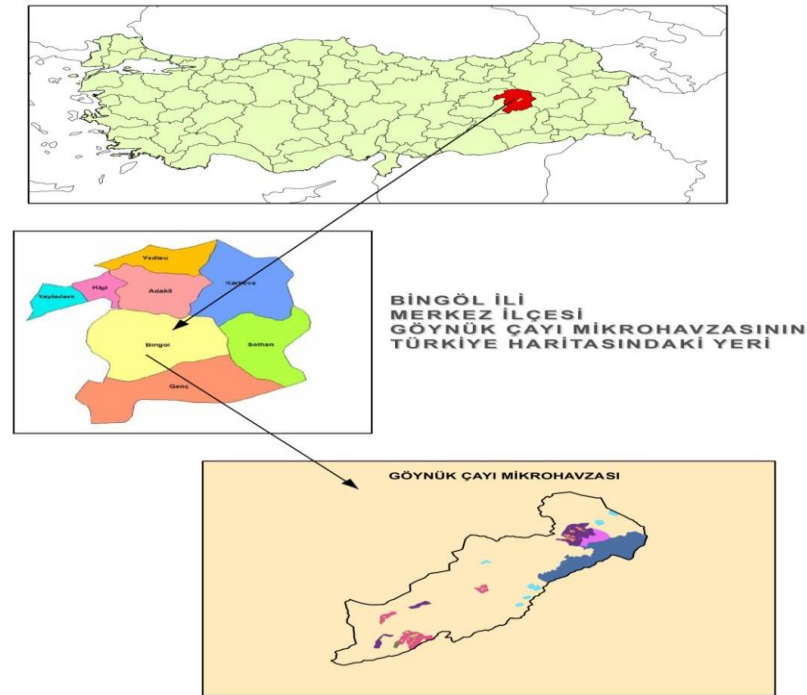 Yedisu
Kiğı
Adaklı
Karlıova
Yayladere
Bingöl
Solhan
Genç
BİNGÖL İLİ
MERKEZ İLÇESİ
GÖYNÜK ÇAYI MİKROHAVZASININ
TÜRKİYE HARİTASINDAKİ YERİ
GÖYNÜK ÇAYI MİKROHAVZASI